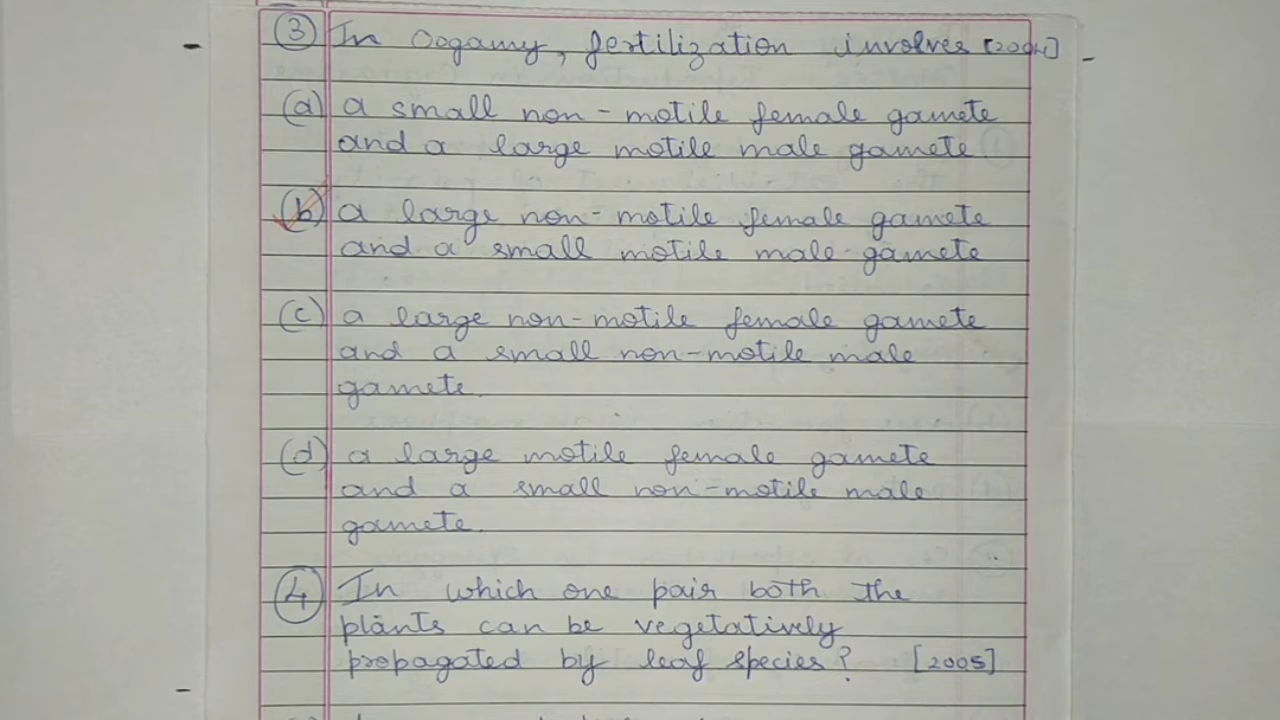 ③ In Oogamy, fertilization involves [2004]
(a) a small non-motile female gamete
and a large motile male gamete
(b) a large non-motile female gamete
and a small motile male gamete
(c) a large non-motile female gamete
and a small non-motile male
gamete.
(d) a large motile female gamete
and a small non-motile male
gamete.
④ In which one pair both the
plants can be vegetatively
propagated by leaf species? [2005]